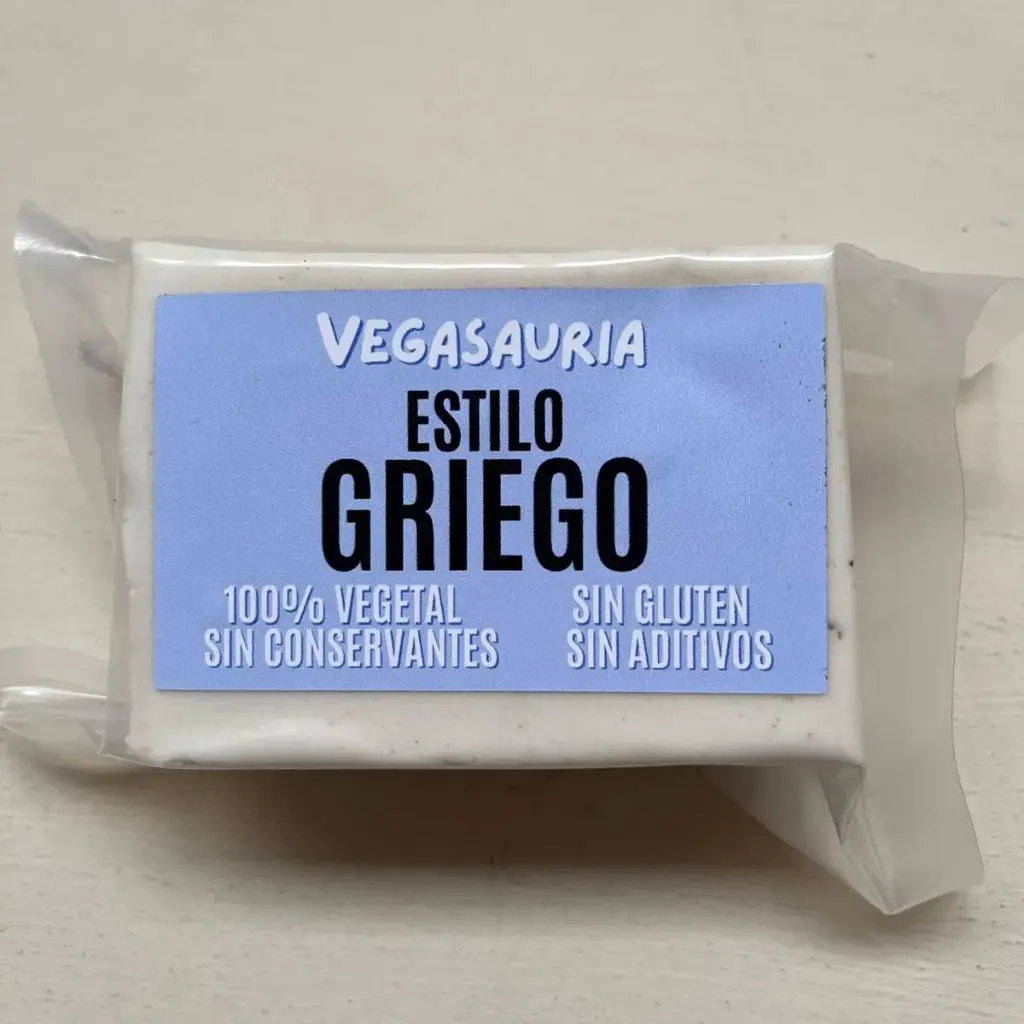 VEGASAURIA
ESTILO
GRIEGO
100% VEGETAL
SIN CONSERVANTES
SIN GLUTEN
SIN ADITIVOS